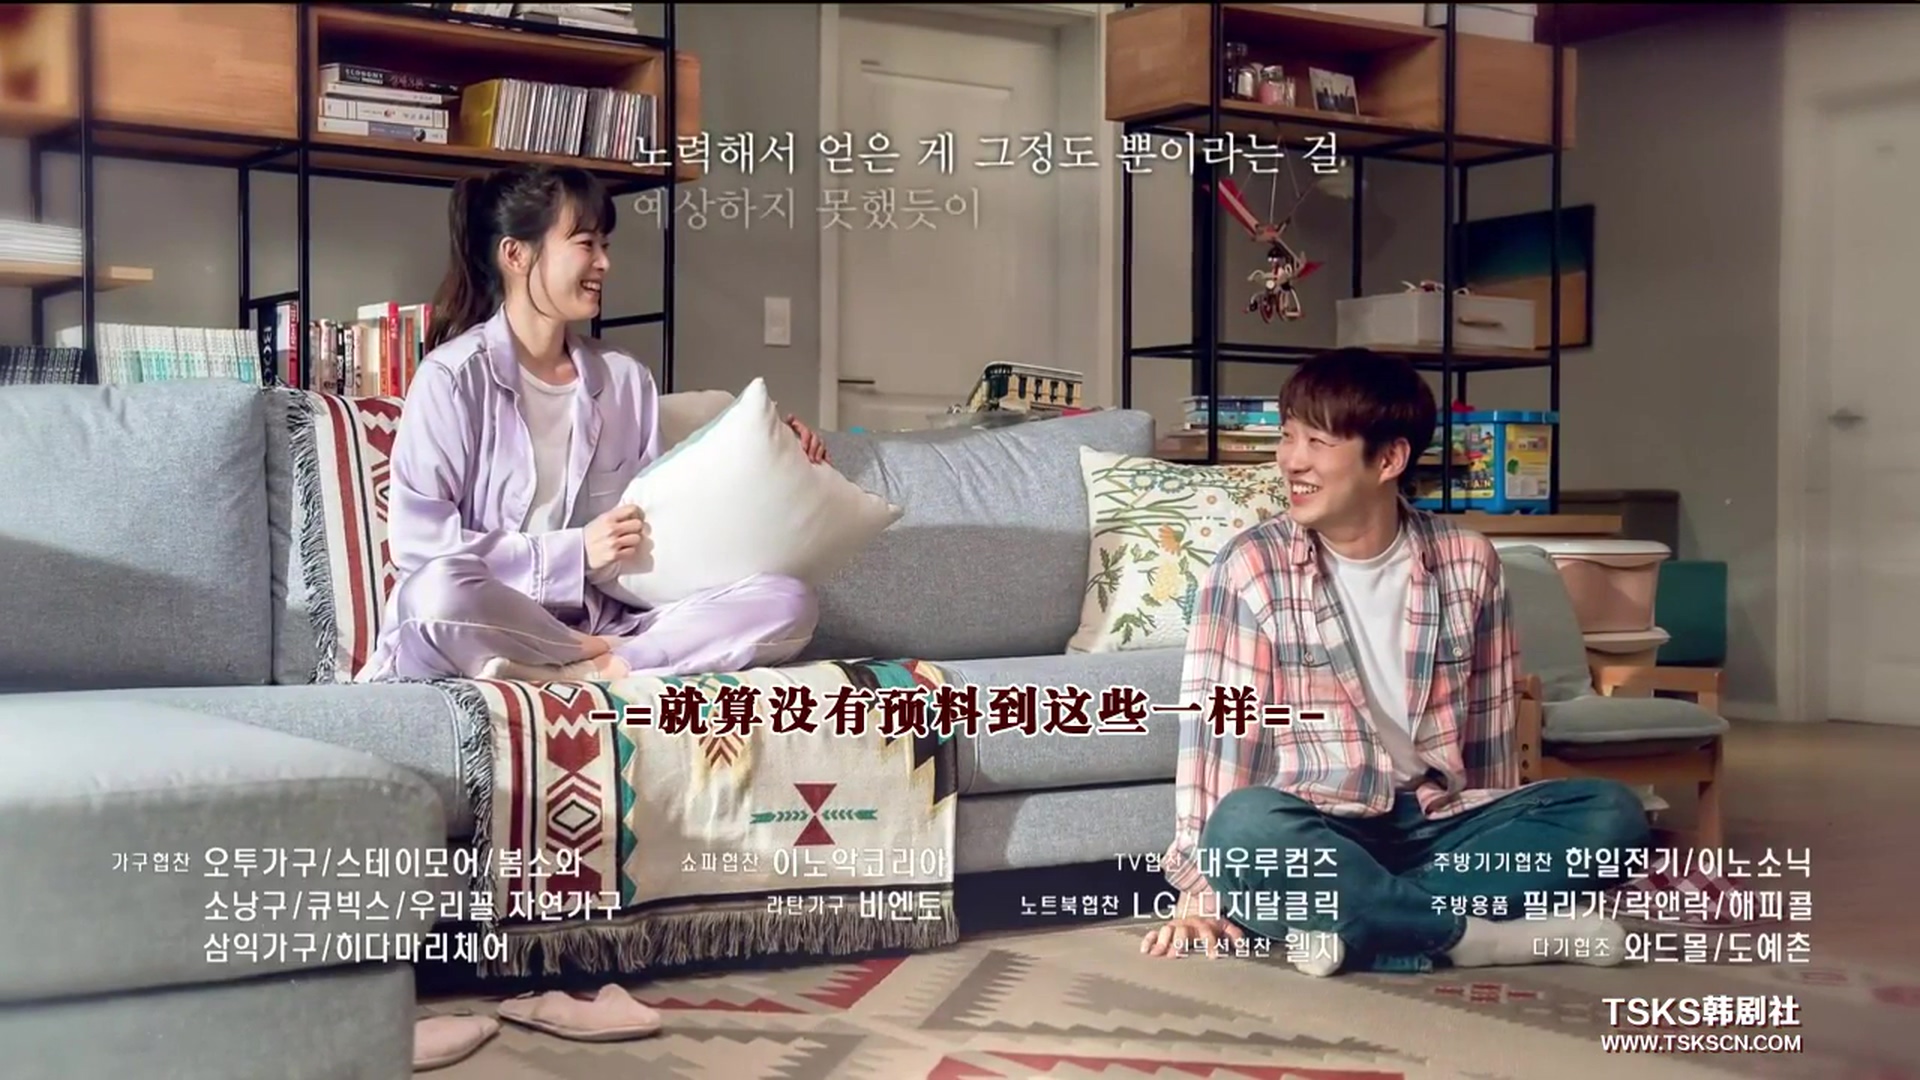 노력해서 얻은 게 그정도 뿐이라는 걸
예상하지 못했듯이
-=就算没有预料到这些一样=-
가구협찬 오투가구/스테이모어/봄소와
소낭구/큐빅스/우리꼴 자연가구
삼익가구/히다마리체어
쇼파협찬 이노악코리아
라탄가구 비엔토
TV협찬 대우루컴즈
노트북협찬 LG/디지탈클릭
인덕션협찬 웰치
주방기기협찬 한일전기/이노소닉
주방용품 필리가/락앤락/해피콜
다기협조 와드몰/도예촌
TSKS韩剧社
WWW.TSKSCN.COM